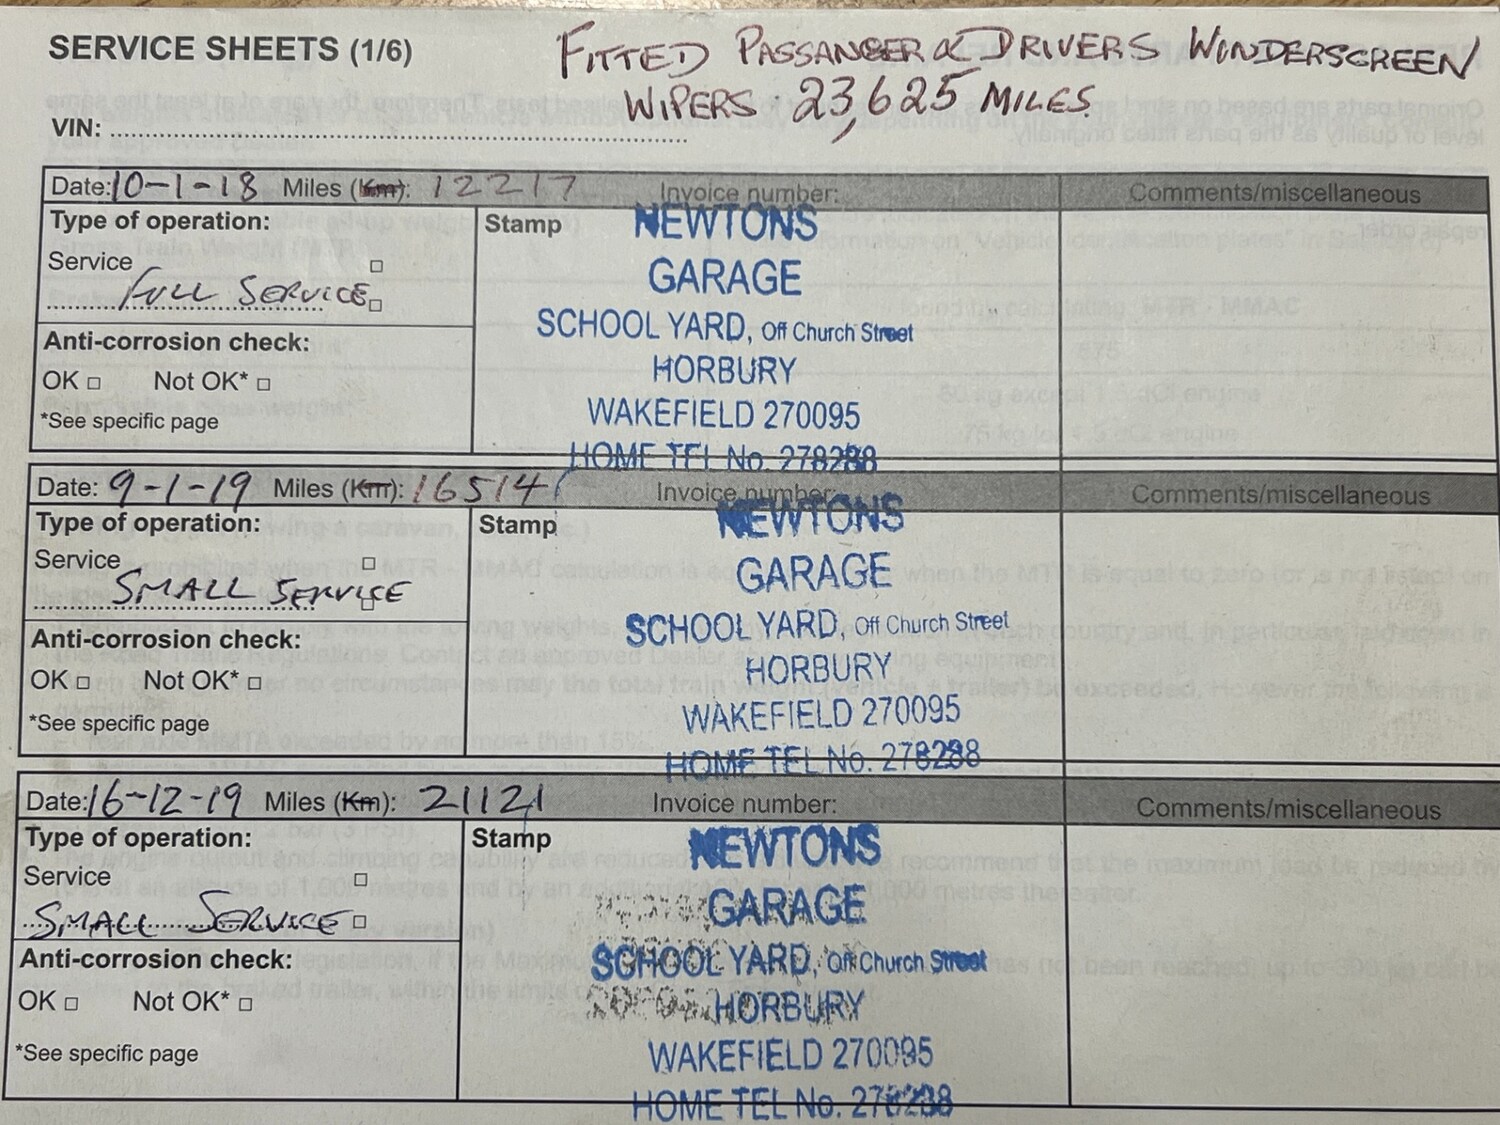 SERVICE SHEETS (1/6)
FITTED PASSANGER & DRIVERS WINDERSCREEN
WIPERS. 23,625 MILES
VIN:
Date: 10-1-18 Miles (Km): 12217 Invoice number: Comments/miscellaneous
Type of operation:
Service
FULL SERVICE
Anti-corrosion check:
OK Not OK*
*See specific page
Stamp
NEWTONS
GARAGE
SCHOOL YARD, Off Church Street
HORBURY
WAKEFIELD 270095
HOME TEL No. 278288
Date: 9-1-19 Miles (Km): 16514 Invoice number: Comments/miscellaneous
Type of operation:
Service
SMALL SERVICE
Anti-corrosion check:
OK Not OK*
*See specific page
Stamp
NEWTONS
GARAGE
SCHOOL YARD, Off Church Street
HORBURY
WAKEFIELD 270095
HOME TEL No. 278288
Date: 16-12-19 Miles (Km): 21121 Invoice number: Comments/miscellaneous
Type of operation:
Service
SMALL SERVICE
Anti-corrosion check:
OK Not OK*
*See specific page
Stamp
NEWTONS
GARAGE
SCHOOL YARD, Off Church Street
HORBURY
WAKEFIELD 270095
HOME TEL No. 278288